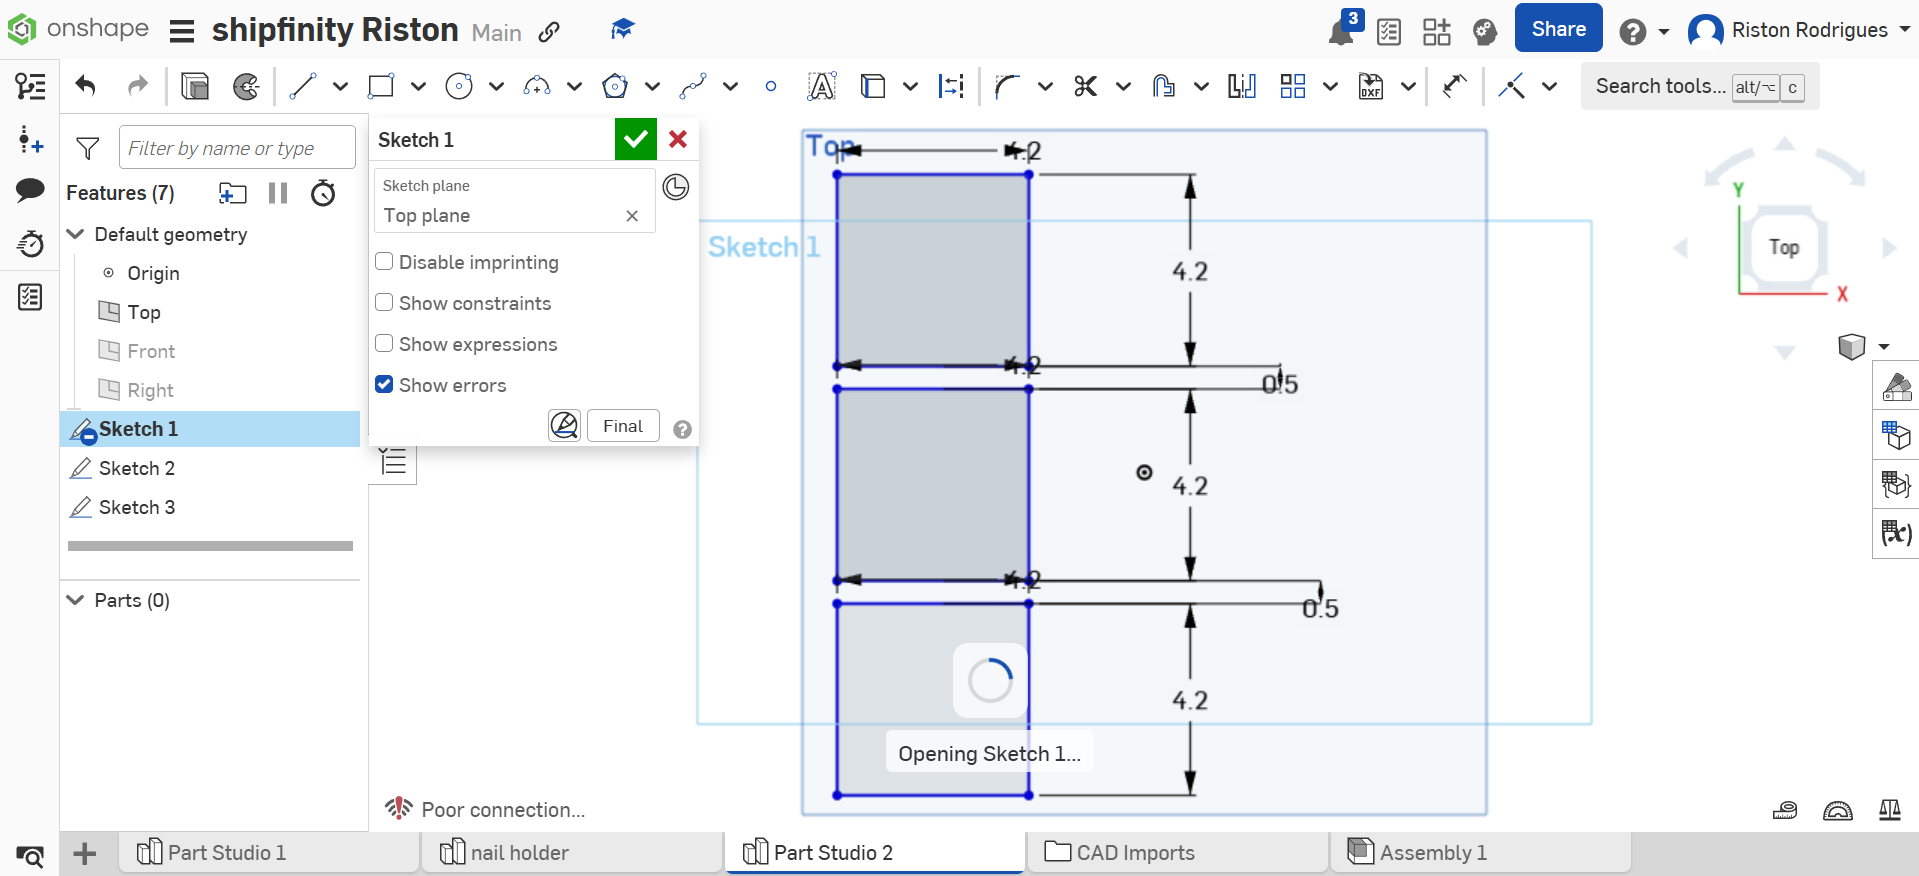 onshape
shipfinity Riston Main
3
Share
?
Riston Rodrigues
DXF
Search tools... alt/⌥ c
Filter by name or type
Features (7)
Default geometry
Origin
Top
Front
Right
Sketch 1
Sketch 2
Sketch 3
Parts (0)
Sketch 1
Sketch plane
Top plane
Disable imprinting
Show constraints
Show expressions
Show errors
Final
?
Top
4.2
Sketch 1
4.2
4.2
0.5
4.2
4.2
0.5
4.2
Opening Sketch 1...
Poor connection...
Y
Top
X
(x)
Part Studio 1
nail holder
Part Studio 2
CAD Imports
Assembly 1